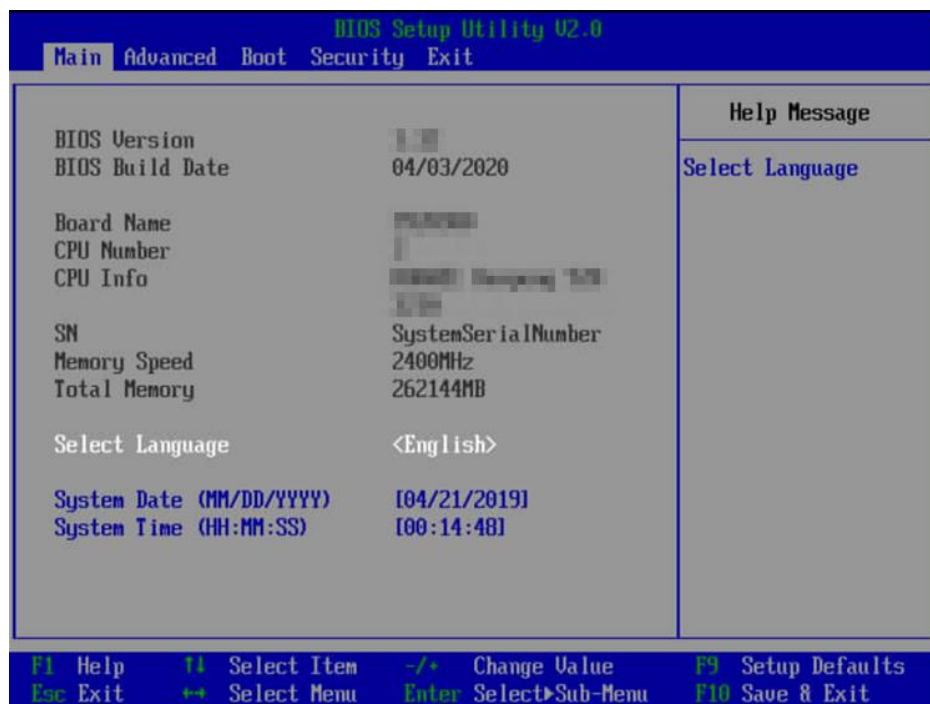 BIOS Setup Utility V2.0
Main Advanced Boot Security Exit
Help Message
Select Language
BIOS Version
BIOS Build Date 04/03/2020
Board Name
CPU Number
CPU Info
SN SystemSerialNumber
Memory Speed 2400MHz
Total Memory 262144MB
Select Language <English>
System Date (MM/DD/YYYY) [04/21/2019]
System Time (HH:MM:SS) [00:14:48]
F1 Help ↑↓ Select Item -/+ Change Value F9 Setup Defaults
Esc Exit ↔ Select Menu Enter Select▶Sub-Menu F10 Save & Exit